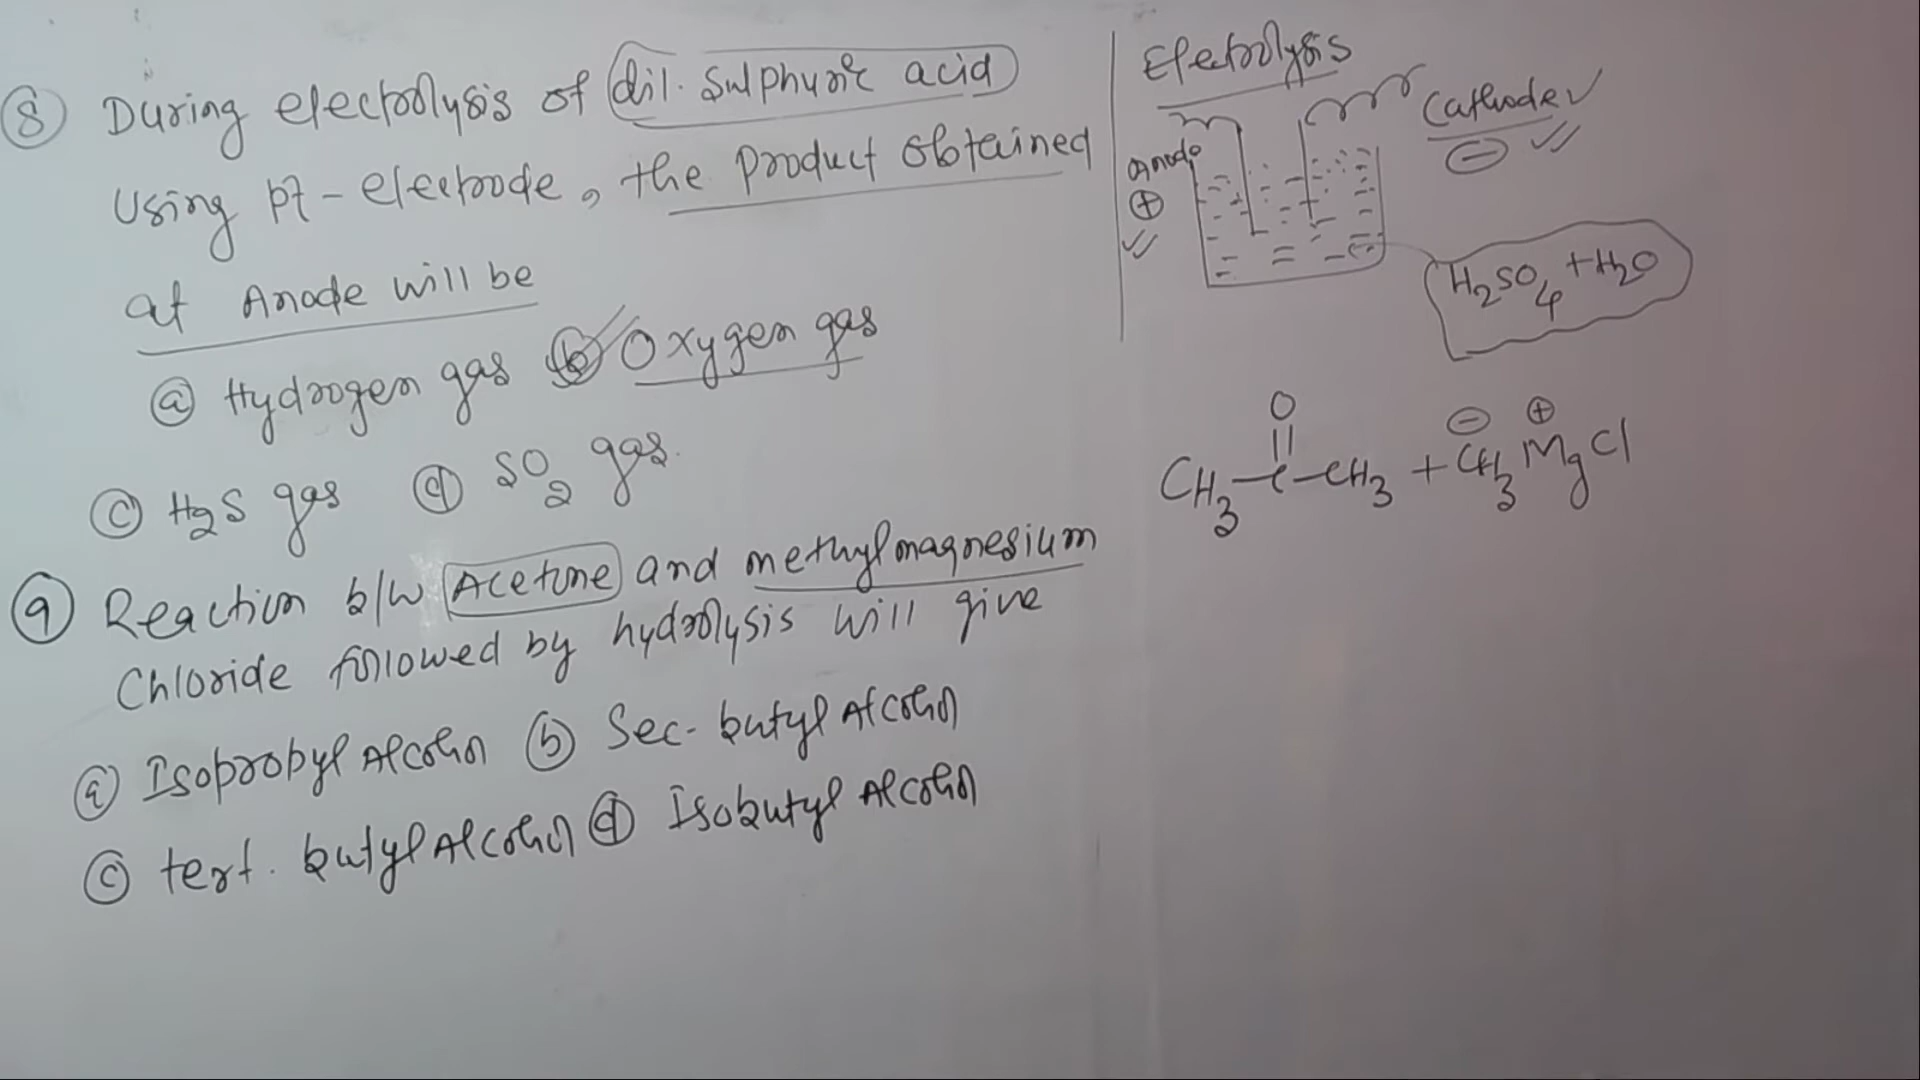 8 During electrolysis of dil. Sulphuric acid
Using pt - electrode, the product obtained
at Anode will be
a Hydrogen gas b Oxygen gas
c H2S gas d SO2 gas.
9 Reaction b/w Acetone and methylmagnesium
Chloride followed by hydrolysis will give
a Isopropyl Alcohol b Sec- butyl Alcohol
c tert. butyl Alcohol d Isobutyl Alcohol
Electrolysis
Cathode
−
Anode
+
H2SO4 + H2O
O
− +
CH3-C-CH3 + CH3MgCl